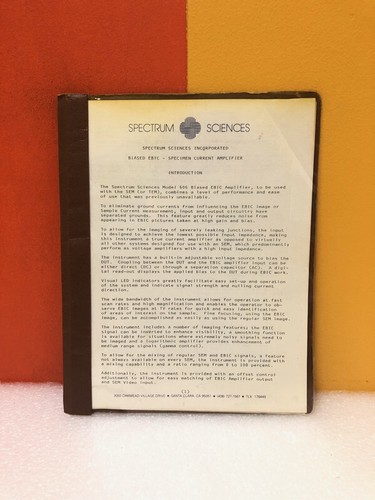 SPECTRUM SCIENCES
SPECTRUM SCIENCES INCORPORATED
BIASED EBIC - SPECIMEN CURRENT AMPLIFIER
INTRODUCTION
The Spectrum Sciences Model 88B Biased EBIC Amplifier, to be used
with the SEM (or TEM), combines a level of performance and ease
of use that was previously unavailable.
To eliminate ground currents from influencing the EBIC image or
Sample Current measurement, input and output circuitry have
separated grounds. This feature greatly reduces noise from
appearing in EBIC pictures taken at high gain and bias.
To allow for the imaging of severely leaking junctions, the input
is designed to achieve the lowest possible input impedance, making
this instrument a true current amplifier as opposed to virtually
all other systems designed for use with an SEM, which predominantly
perform as voltage amplifiers with a high input impedance.
The instrument has a built-in adjustable voltage source to bias the
DUT. Coupling between the DUT and the EBIC amplifier input can be
either direct (DC) or through a separation capacitor (AC). A digi-
tal read-out displays the applied bias to the DUT during EBIC work.
Visual LED indicators greatly facilitate easy set-up and operation
of the system and indicate signal strength and nulling current
direction.
The wide bandwidth of the instrument allows for operation at fast
scan rates and high magnification and enables the operator to ob-
serve EBIC images at TV rates for quick and easy identification
of areas of interest on the sample. Fine focusing, using the EBIC
image, can be accomplished as easily as using the regular SEM image.
The instrument includes a number of imaging features: the EBIC
signal can be inverted to enhance visibility, a smoothing function
is available for situations where extremely noisy signals need to
be imaged and a logarithmic amplifier provides enhancement of
medium range signals (gamma control).
To allow for the mixing of regular SEM and EBIC signals, a feature
not always available on every SEM, the instrument is provided with
a mixing capability and a ratio ranging from 0 to 100 percent.
Additionally, the instrument is provided with an offset control
adjustment to allow for easy matching of EBIC Amplifier output
and SEM Video input.
(1)
VILLAGE DRIVE • SANTA CLARA, CA 95051 •